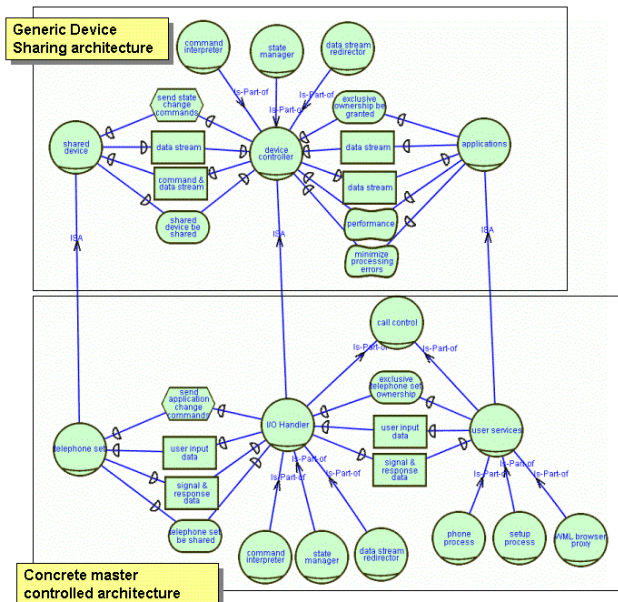 Generic Device
Sharing architecture
command
interpreter
state
manager
data stream
redirector
Is-Part-of
Is-Part-of
Is-Part-of
send state
change
commands
exclusive
ownership be
granted
shared
device
data stream
device
controller
data stream
applications
command &
data stream
data stream
shared
device be
shared
performance
minimize
processing
errors
ISA
ISA
ISA
call control
Is-Part-of
Is-Part-of
send
application
change
commands
exclusive
telephone set
ownership
telephone set
I/O Handler
user services
user input
data
user input
data
signal &
response
data
signal &
response
data
telephone set
be shared
Is-Part-of
Is-Part-of
Is-Part-of
Is-Part-of
Is-Part-of
Is-Part-of
command
interpreter
state
manager
data stream
redirector
phone
process
setup
process
WML browser
proxy
Concrete master
controlled architecture